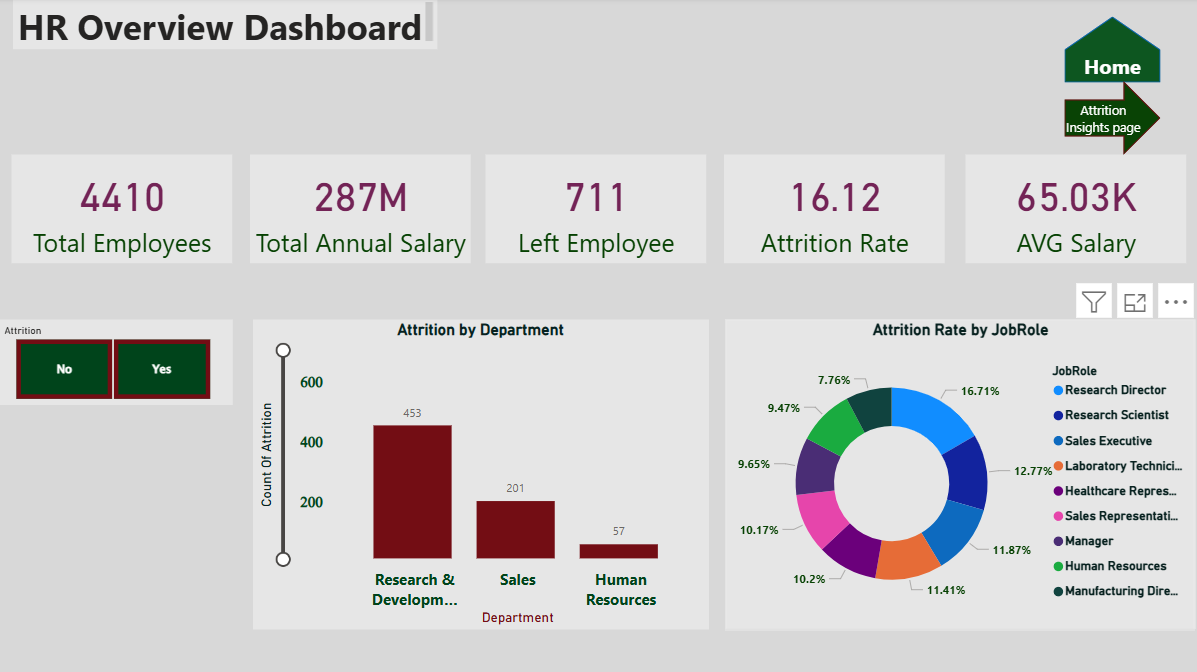 HR Overview Dashboard
Home
Attrition
Insights page
4410
Total Employees
287M
Total Annual Salary
711
Left Employee
16.12
Attrition Rate
65.03K
AVG Salary
Attrition
No
Yes
Attrition by Department
Count Of Attrition
600
400
200
453
201
57
Research &
Developm...
Sales
Human
Resources
Department
Attrition Rate by JobRole
16.71%
12.77%
11.87%
11.41%
10.2%
10.17%
9.65%
9.47%
7.76%
JobRole
Research Director
Research Scientist
Sales Executive
Laboratory Technici...
Healthcare Repres...
Sales Representati...
Manager
Human Resources
Manufacturing Dire...